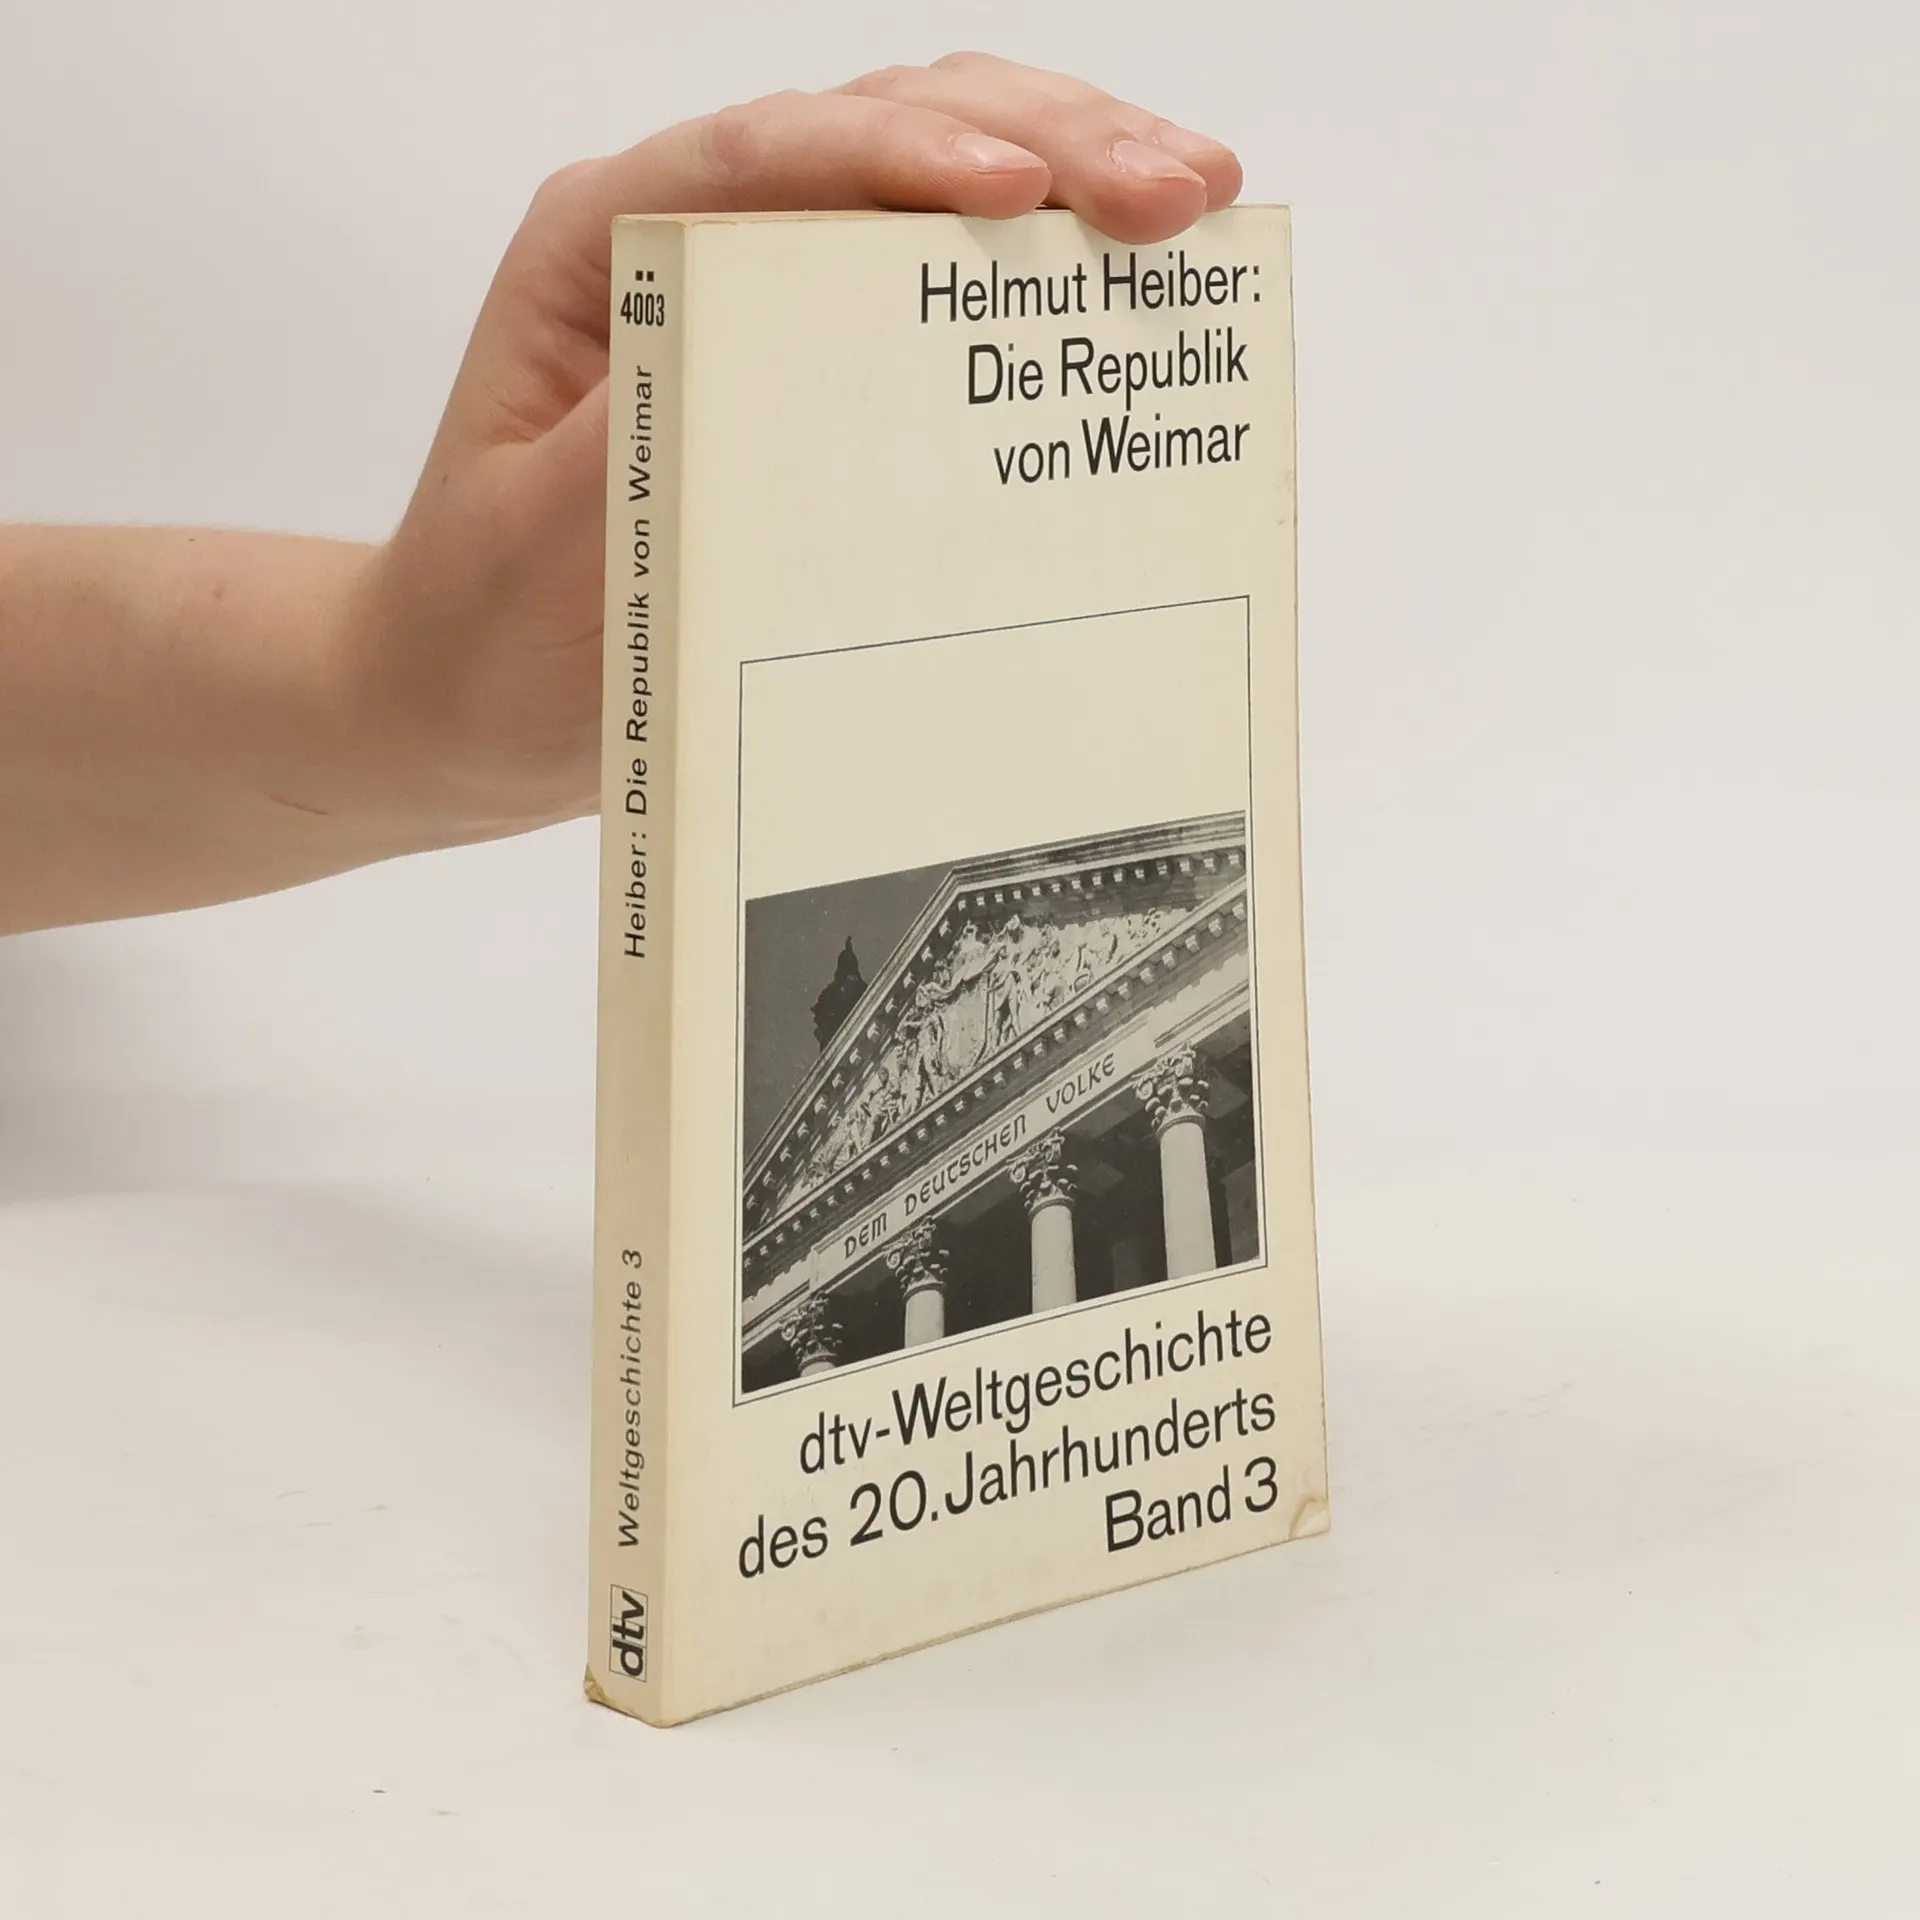 4003
Heiber: Die Republik von Weimar
Weltgeschichte 3
dtv
Helmut Heiber:
Die Republik
von Weimar
DEM DEUTSCHEN VOLKE
dtv-Weltgeschichte
des 20. Jahrhunderts
Band 3